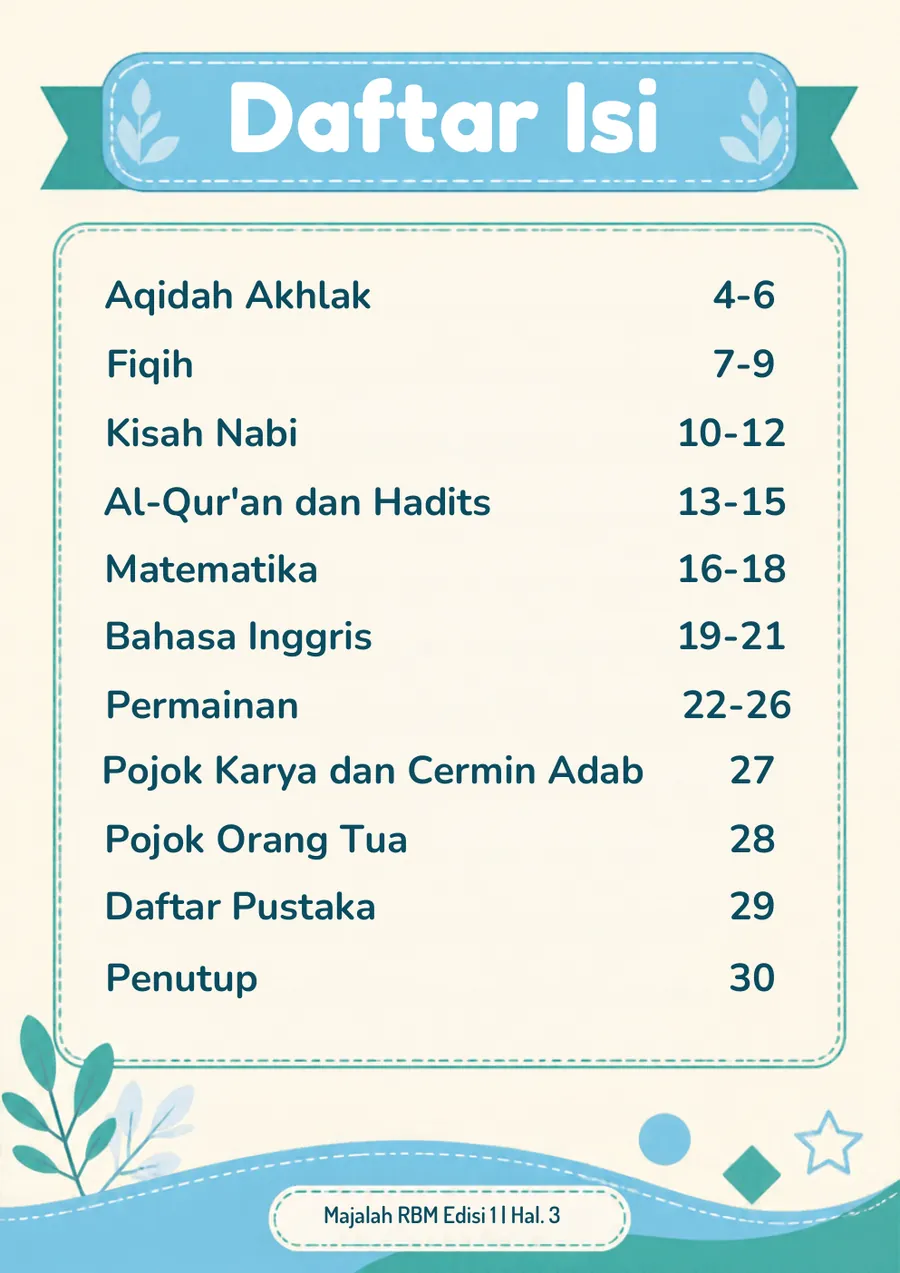 Daftar Isi
Aqidah Akhlak 4-6
Fiqih 7-9
Kisah Nabi 10-12
Al-Qur'an dan Hadits 13-15
Matematika 16-18
Bahasa Inggris 19-21
Permainan 22-26
Pojok Karya dan Cermin Adab 27
Pojok Orang Tua 28
Daftar Pustaka 29
Penutup 30
Majalah RBM Edisi 1 | Hal. 3